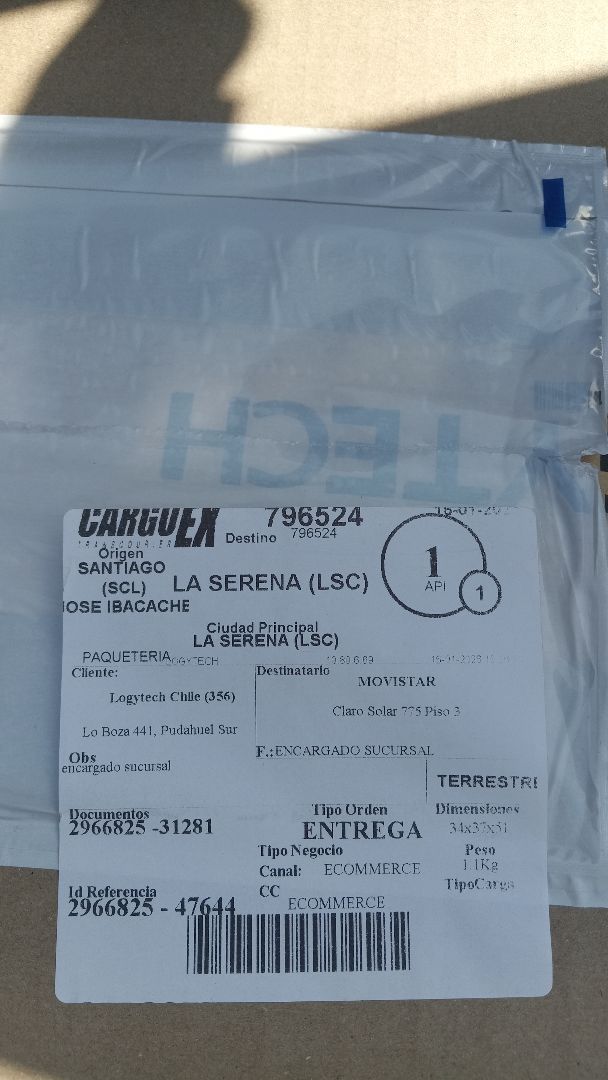 TECH
CARGUEX
TRANSCOURIER
796524
Destino 796524
Origen
SANTIAGO
(SCL)
LA SERENA (LSC)
JOSE IBACACHE
1
API
1
Ciudad Principal
LA SERENA (LSC)
PAQUETERIA
Cliente:
Logytech Chile (356)
Lo Boza 441, Pudahuel Sur
Destinatario
MOVISTAR
Claro Solar 775 Piso 3
Obs
encargado sucursal
F.:ENCARGADO SUCURSAL
TERRESTRE
Documentos
2966825 -31281
Tipo Orden
ENTREGA
Dimensiones
34x37x51
Tipo Negocio
Canal: ECOMMERCE
Peso
1.1Kg
TipoCarga
Id Referencia
2966825 - 47644
CC
ECOMMERCE